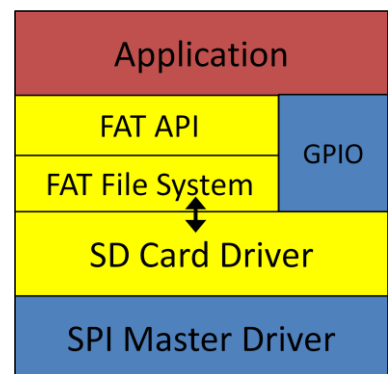 Application
FAT API
GPIO
FAT File System
SD Card Driver
SPI Master Driver